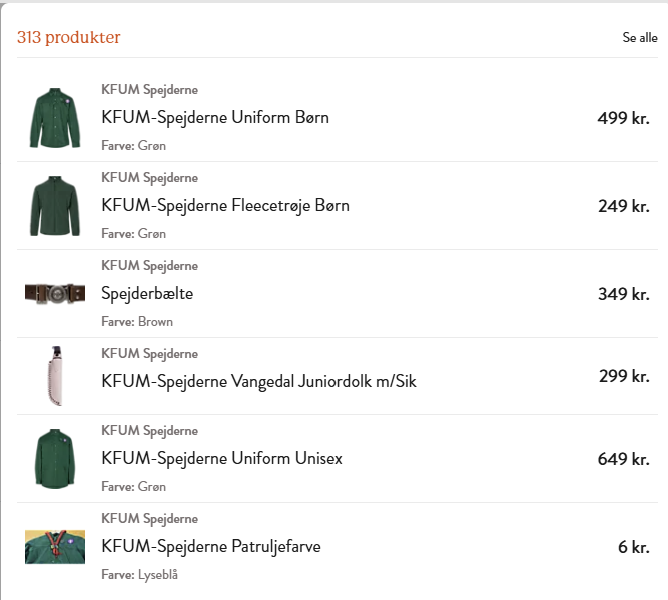 313 produkter
Se alle
KFUM Spejderne
KFUM-Spejderne Uniform Børn
499 kr.
Farve: Grøn
KFUM Spejderne
KFUM-Spejderne Fleecetrøje Børn
249 kr.
Farve: Grøn
KFUM Spejderne
Spejderbælte
349 kr.
Farve: Brown
KFUM Spejderne
KFUM-Spejderne Vangedal Juniordolk m/Sik
299 kr.
KFUM Spejderne
KFUM-Spejderne Uniform Unisex
649 kr.
Farve: Grøn
KFUM Spejderne
KFUM-Spejderne Patruljefarve
6 kr.
Farve: Lyseblå